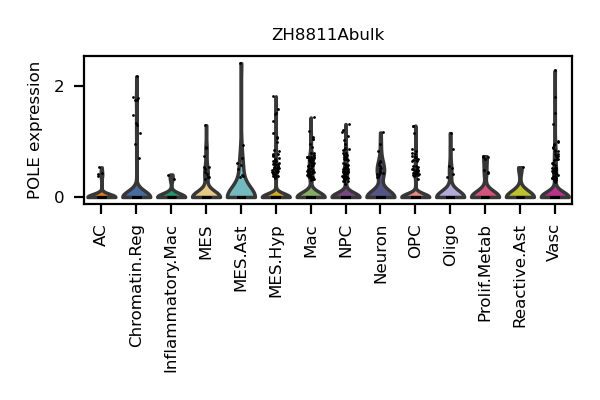 ZH8811Abulk
POLE expression
2
0
AC
Chromatin.Reg
Inflammatory.Mac
MES
MES.Ast
MES.Hyp
Mac
NPC
Neuron
OPC
Oligo
Prolif.Metab
Reactive.Ast
Vasc